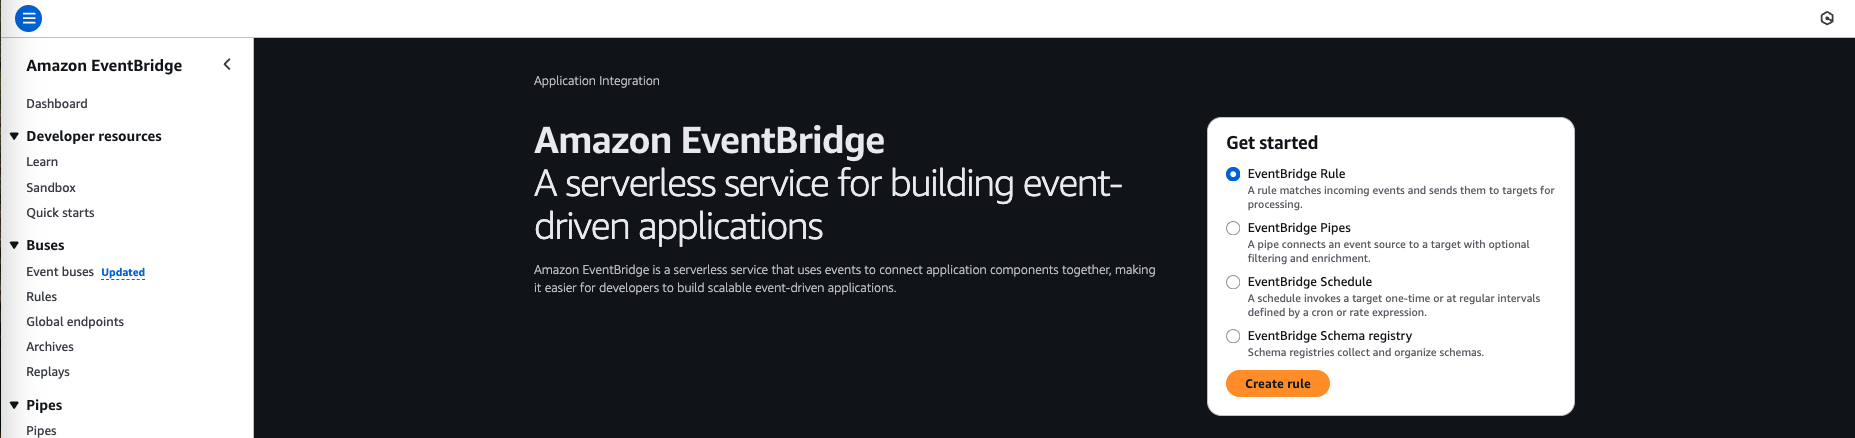 Amazon EventBridge
Dashboard
Developer resources
Learn
Sandbox
Quick starts
Buses
Event buses Updated
Rules
Global endpoints
Archives
Replays
Pipes
Pipes
Application Integration
Amazon EventBridge
A serverless service for building event-
driven applications
Amazon EventBridge is a serverless service that uses events to connect application components together, making
it easier for developers to build scalable event-driven applications.
Get started
EventBridge Rule
A rule matches incoming events and sends them to targets for
processing.
EventBridge Pipes
A pipe connects an event source to a target with optional
filtering and enrichment.
EventBridge Schedule
A schedule invokes a target one-time or at regular intervals
defined by a cron or rate expression.
EventBridge Schema registry
Schema registries collect and organize schemas.
Create rule